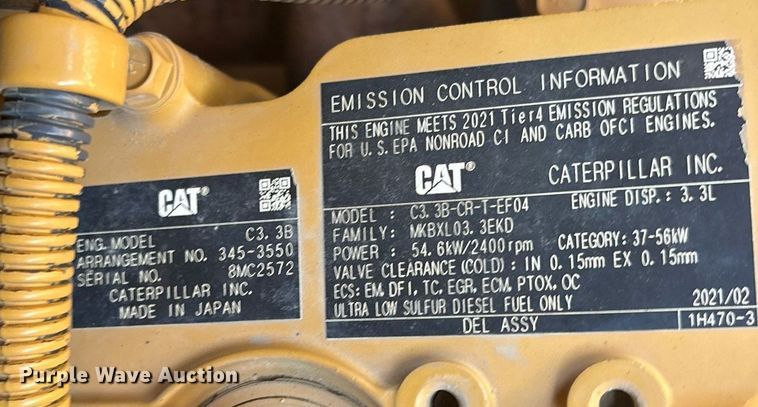 CAT®
ENG. MODEL C3. 3B
ARRANGEMENT NO. 345-3550
SERIAL NO. 8MC2572
CATERPILLAR INC.
MADE IN JAPAN
EMISSION CONTROL INFORMATION
THIS ENGINE MEETS 2021 Tier4 EMISSION REGULATIONS
FOR U. S. EPA NONROAD CI AND CARB OFCI ENGINES.
CAT® CATERPILLAR INC.
MODEL : C3. 3B-CR-T-EF04 ENGINE DISP. : 3. 3L
FAMILY: MKBXL03. 3EKD
POWER : 54. 6kW/2400rpm CATEGORY: 37-56kW
VALVE CLEARANCE (COLD) : IN 0. 15mm EX 0. 15mm
ECS: EM, DFI, TC, EGR, ECM, PTOX, OC
ULTRA LOW SULFUR DIESEL FUEL ONLY 2021/02
DEL ASSY 1H470-3
Purple Wave Auction